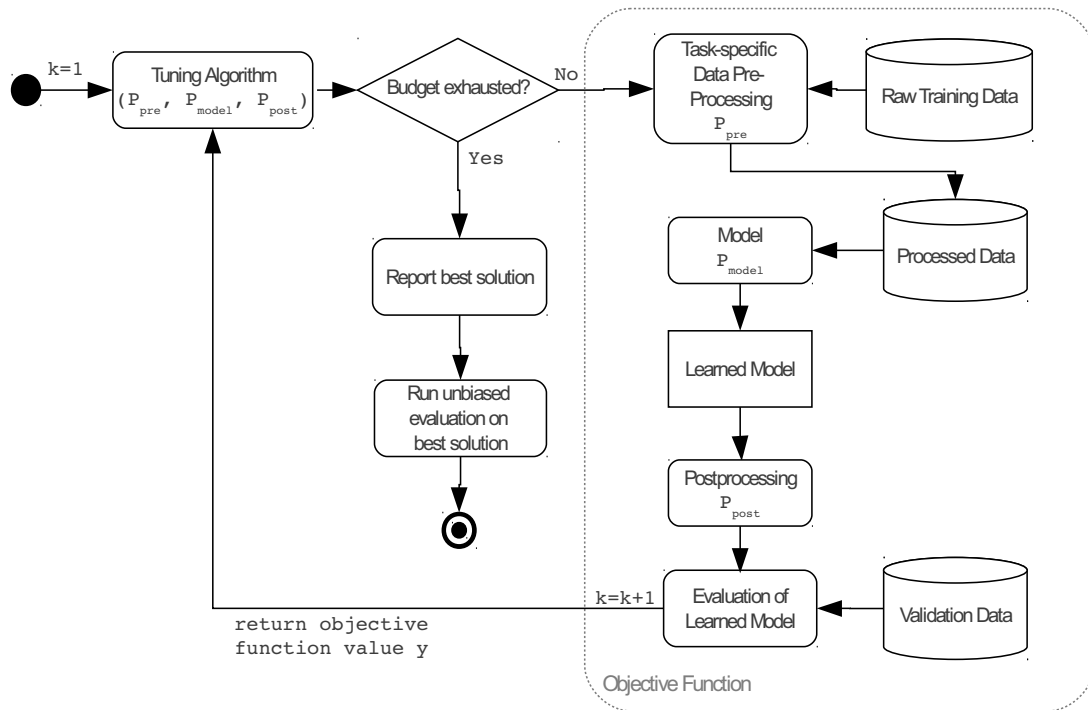 k=1
Tuning Algorithm
(P_pre, P_model, P_post)
Budget exhausted?
No
Yes
Report best solution
Run unbiased
evaluation on
best solution
Task-specific
Data Pre-
Processing
P_pre
Raw Training Data
Processed Data
Model
P_model
Learned Model
Postprocessing
P_post
Evaluation of
Learned Model
Validation Data
k=k+1
return objective
function value y
Objective Function